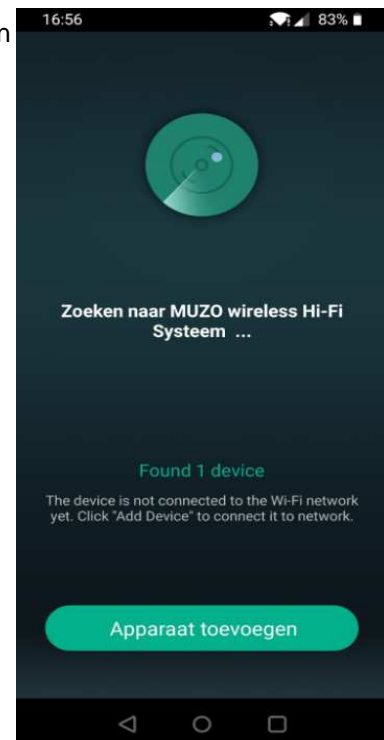 n
16:56 83%
Zoeken naar MUZO wireless Hi-Fi
Systeem ...
Found 1 device
The device is not connected to the Wi-Fi network
yet. Click "Add Device" to connect it to network.
Apparaat toevoegen